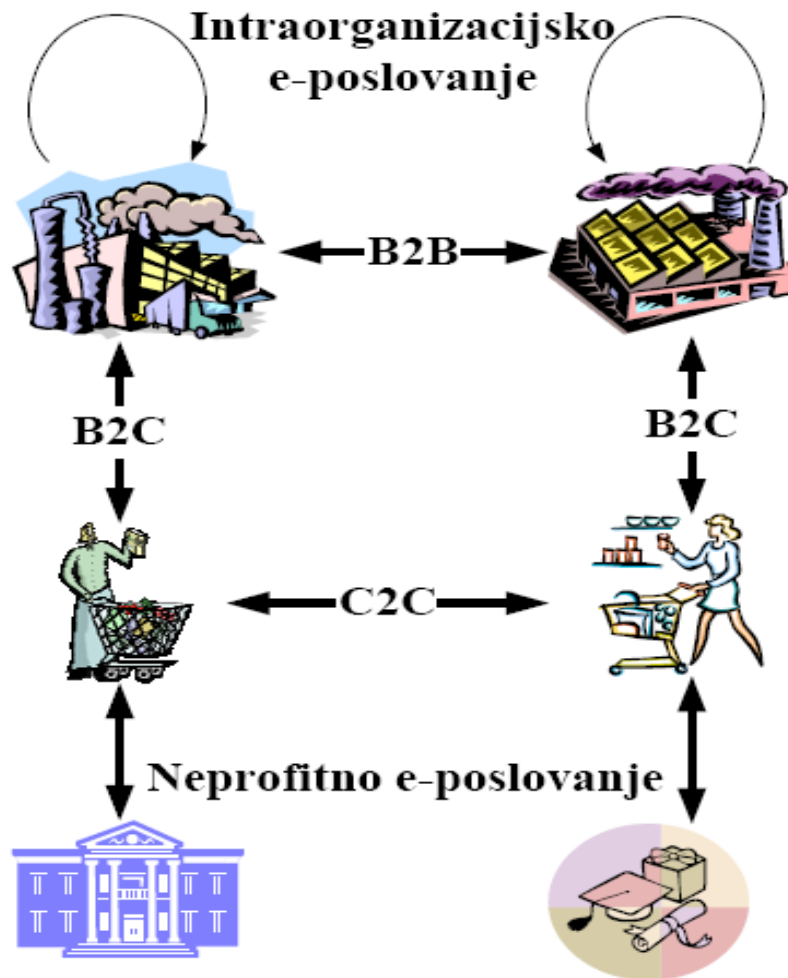 Intraorganizacijsko
e-poslovanje
B2B
B2C
B2C
C2C
Neprofitno e-poslovanje